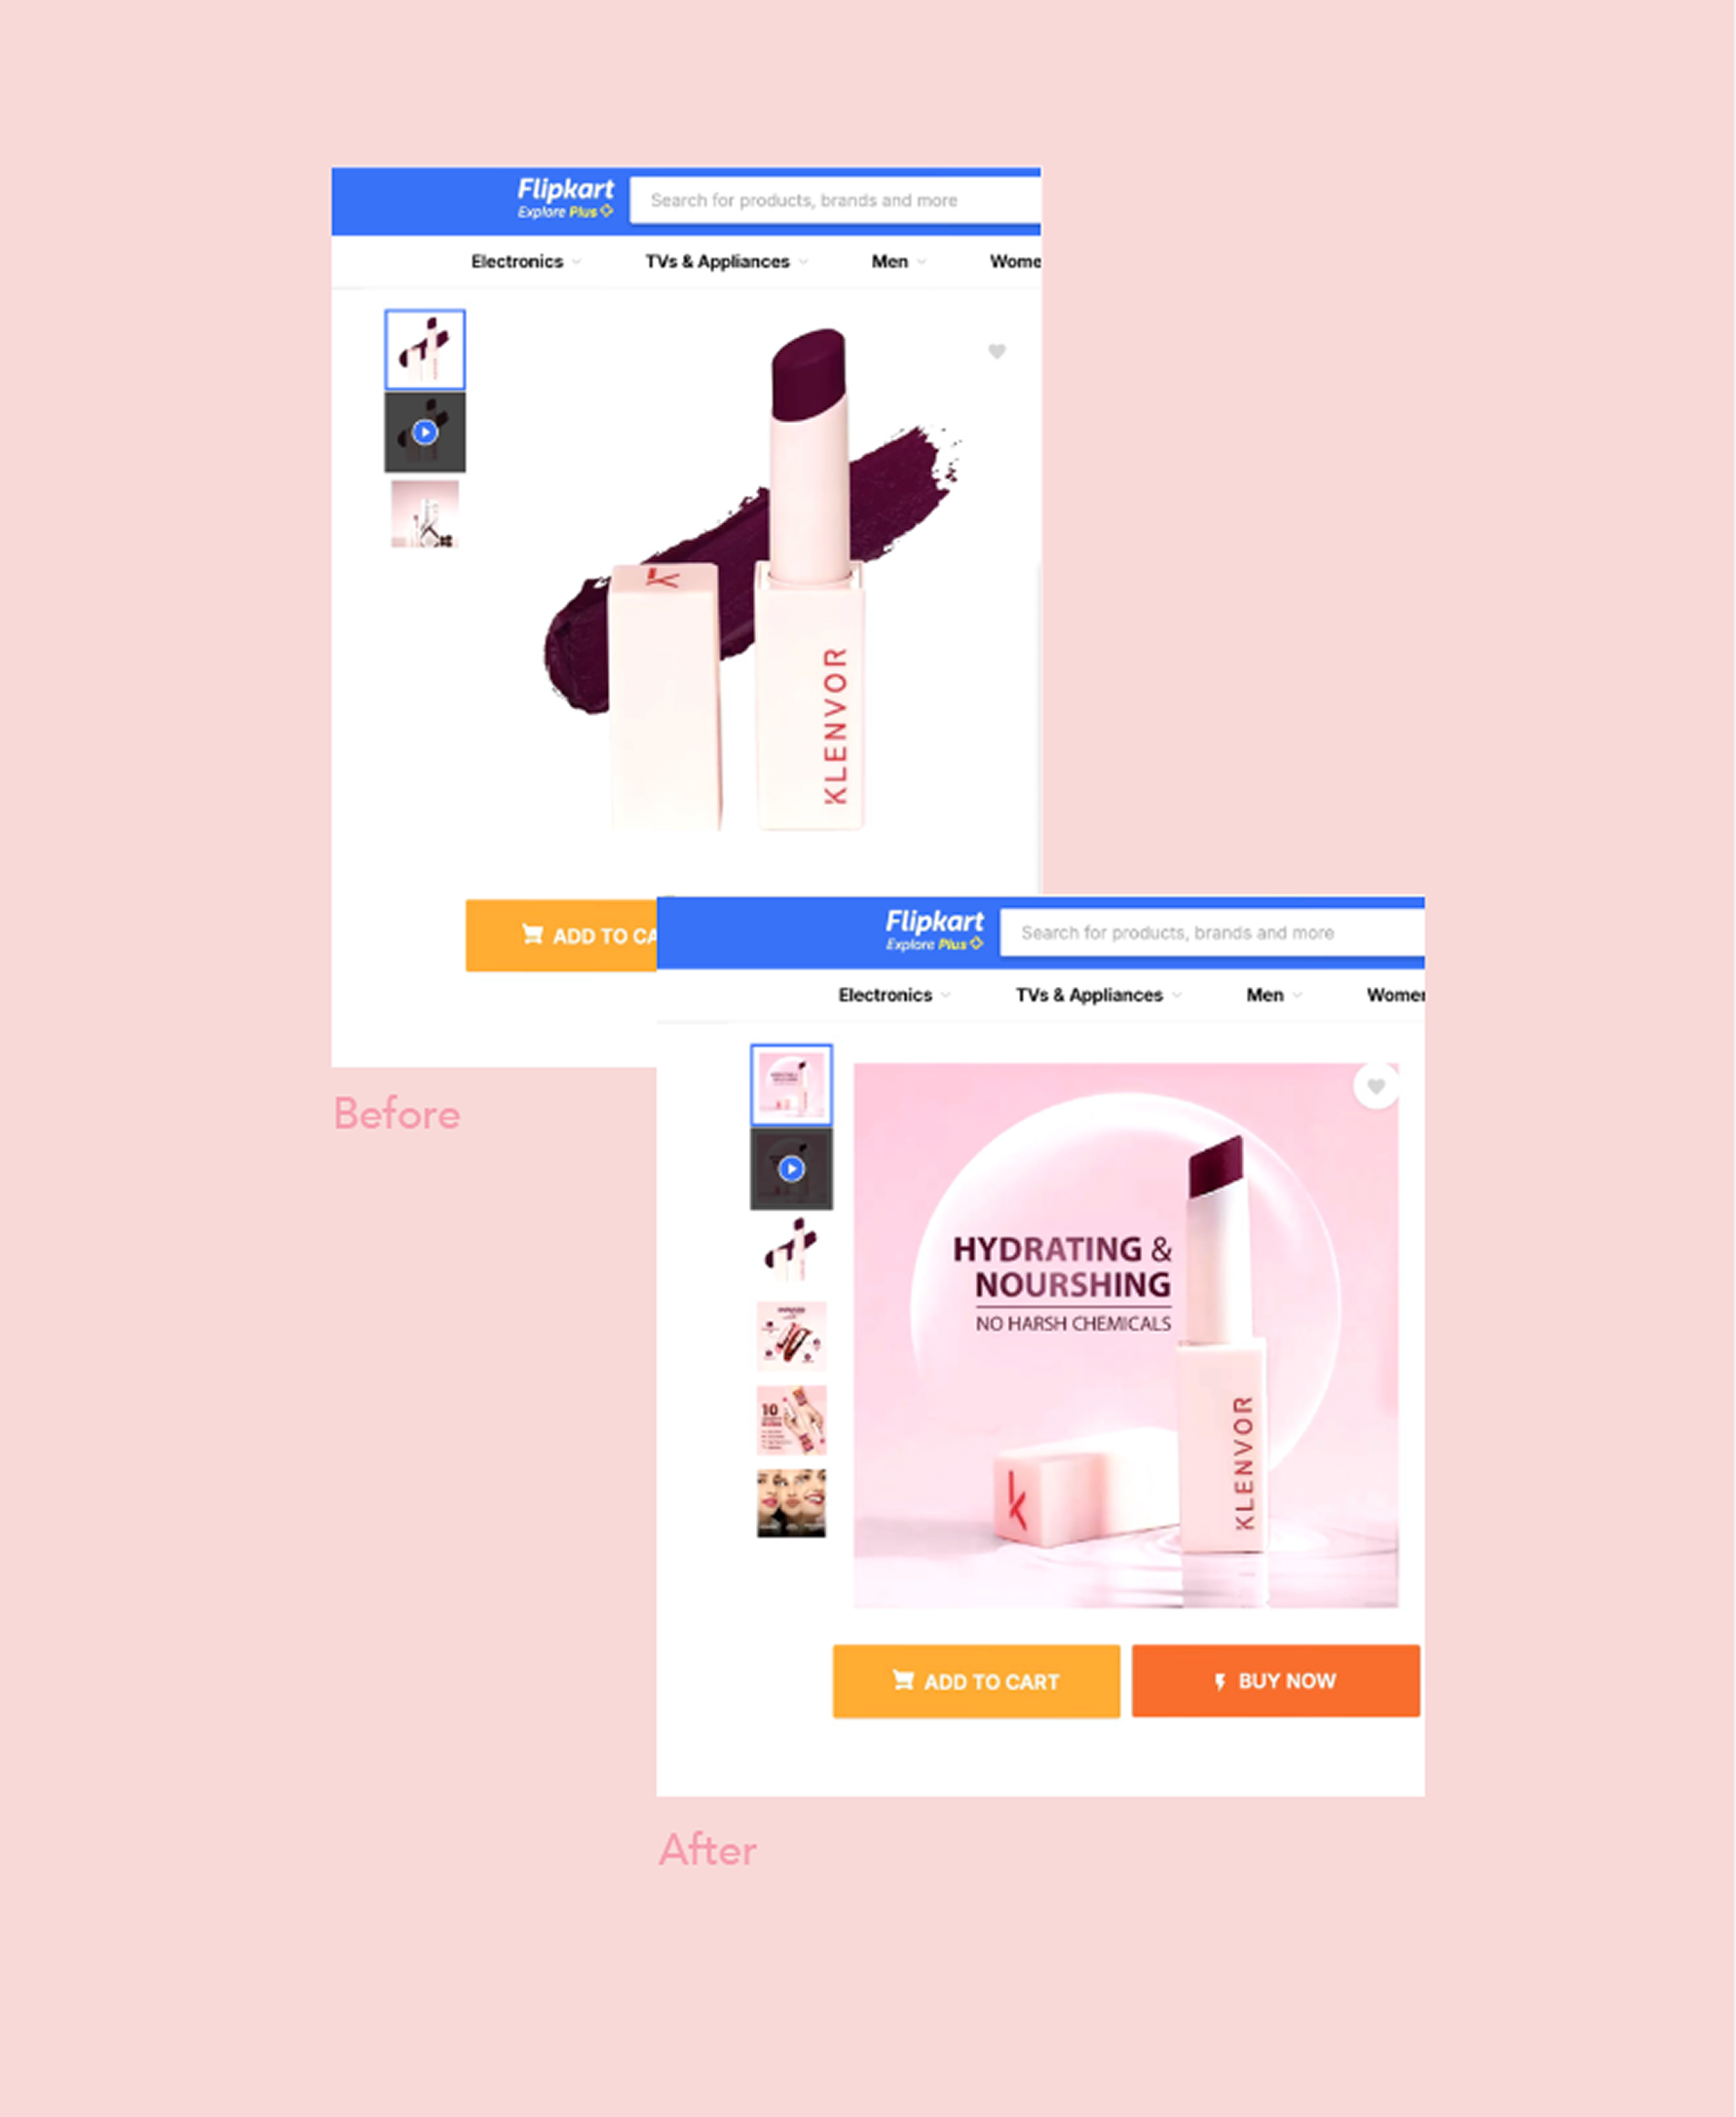 Flipkart
Explore Plus
Search for products, brands and more
Electronics
TVs & Appliances
Men
Wome
KLENVOR
ADD TO CA
Before
Flipkart
Explore Plus
Search for products, brands and more
Electronics
TVs & Appliances
Men
Women
HYDRATING &
NOURSHING
NO HARSH CHEMICALS
10
k
KLENVOR
ADD TO CART
BUY NOW
After